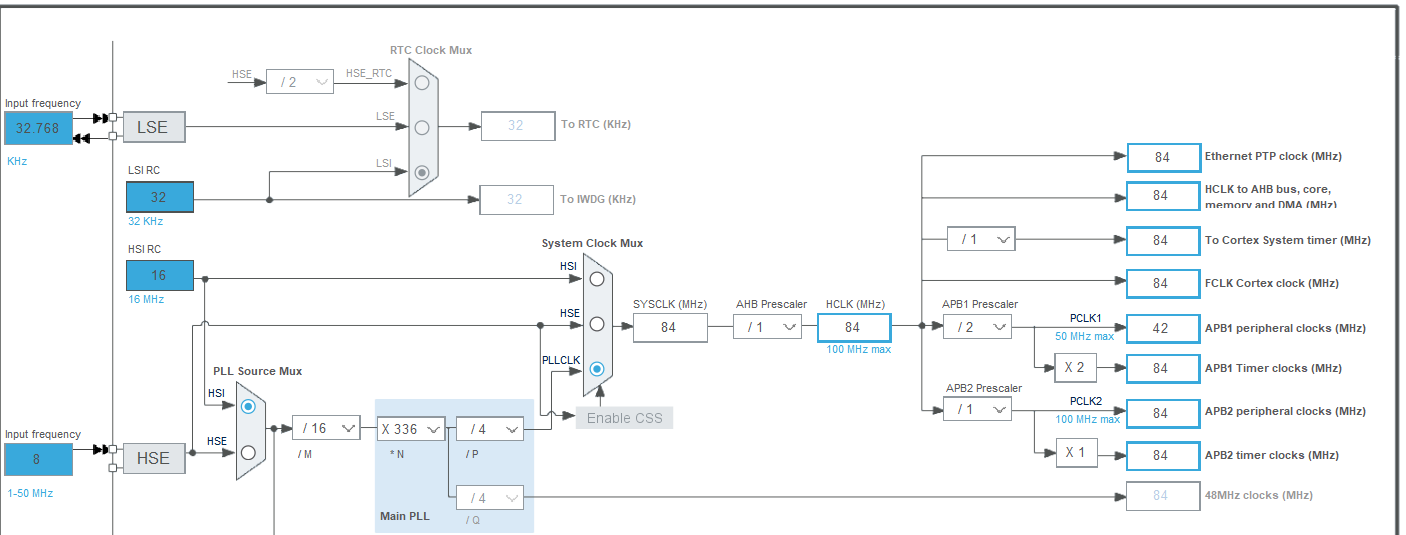 RTC Clock Mux
HSE
/ 2
HSE_RTC
Input frequency
32.768
KHz
LSE
LSE
32
To RTC (KHz)
LSI
LSI RC
32
32 KHz
32
To IWDG (KHz)
HSI RC
16
16 MHz
System Clock Mux
HSI
HSE
PLLCLK
SYSCLK (MHz)
84
AHB Prescaler
/ 1
HCLK (MHz)
84
100 MHz max
84
Ethernet PTP clock (MHz)
84
HCLK to AHB bus, core,
memory and DMA (MHz)
/ 1
84
To Cortex System timer (MHz)
84
FCLK Cortex clock (MHz)
APB1 Prescaler
/ 2
PCLK1
50 MHz max
42
APB1 peripheral clocks (MHz)
X 2
84
APB1 Timer clocks (MHz)
APB2 Prescaler
/ 1
PCLK2
100 MHz max
84
APB2 peripheral clocks (MHz)
X 1
84
APB2 timer clocks (MHz)
84
48MHz clocks (MHz)
PLL Source Mux
HSI
HSE
Enable CSS
Input frequency
8
1-50 MHz
HSE
/ 16
/ M
X 336
* N
/ 4
/ P
/ 4
/ Q
Main PLL